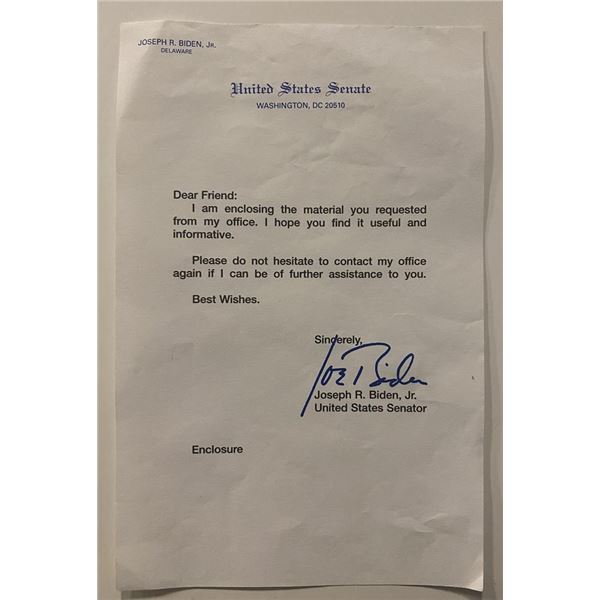 JOSEPH R. BIDEN, JR.
DELAWARE
United States Senate
WASHINGTON, DC 20510
Dear Friend:
I am enclosing the material you requested
from my office. I hope you find it useful and
informative.
Please do not hesitate to contact my office
again if I can be of further assistance to you.
Best Wishes.
Sincerely,
Joe Biden
Joseph R. Biden, Jr.
United States Senator
Enclosure